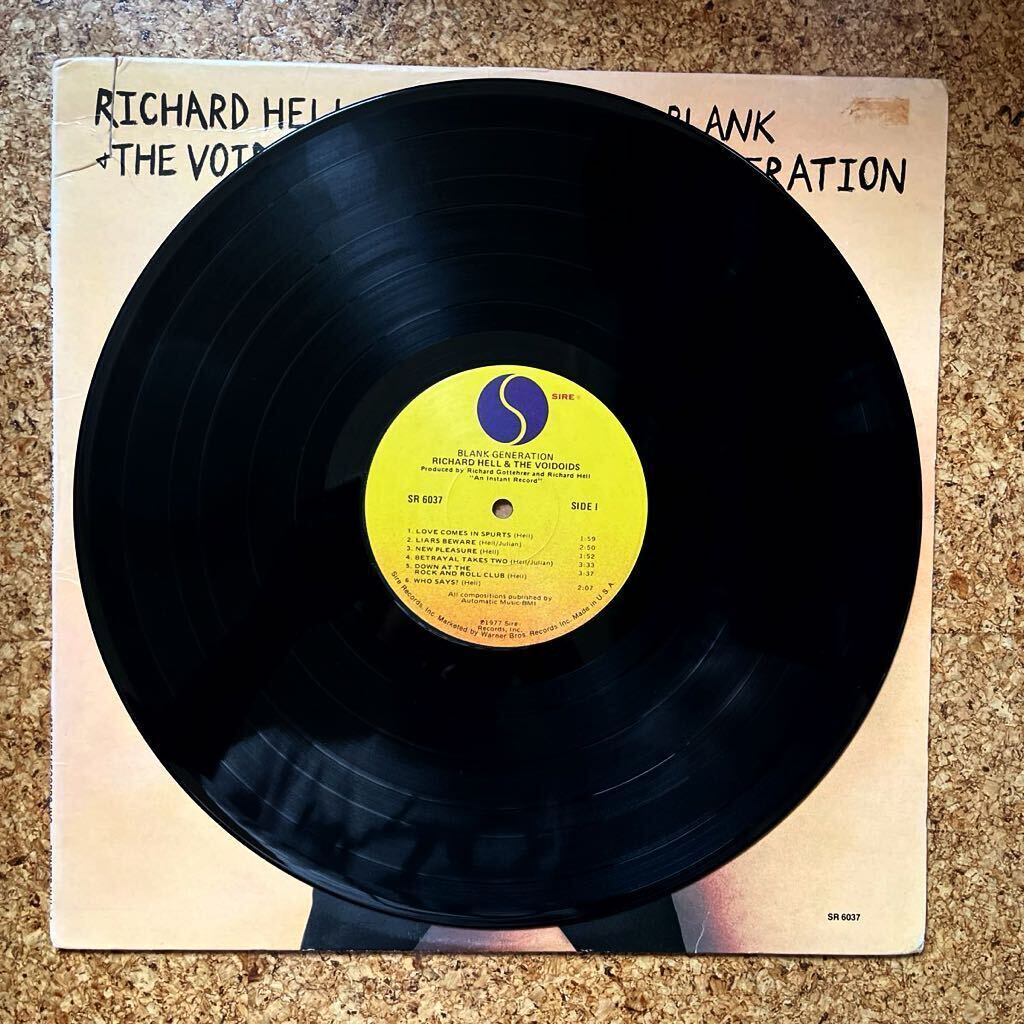 RICHARD HEL BLANK
+THE VOID RATION
SIRE
BLANK GENERATION
RICHARD HELL & THE VOIDOIDS
Produced by Richard Gottehrer and Richard Hell
"An Instant Record"
SR 6037 SIDE I
1. LOVE COMES IN SPURTS (Hell) 1:59
2. LIARS BEWARE (Hell/Julian) 2:50
3. NEW PLEASURE (Hell) 1:52
4. BETRAYAL TAKES TWO (Hell/Julian) 3:33
5. DOWN AT THE
ROCK AND ROLL CLUB (Hell) 3:37
6. WHO SAYS? (Hell) 2:07
All compositions published by
Automatic Music-BMI
℗1977 Sire
Records, Inc.
Sire Records, Inc. Marketed by Warner Bros. Records Inc. Made in U.S.A.
SR 6037